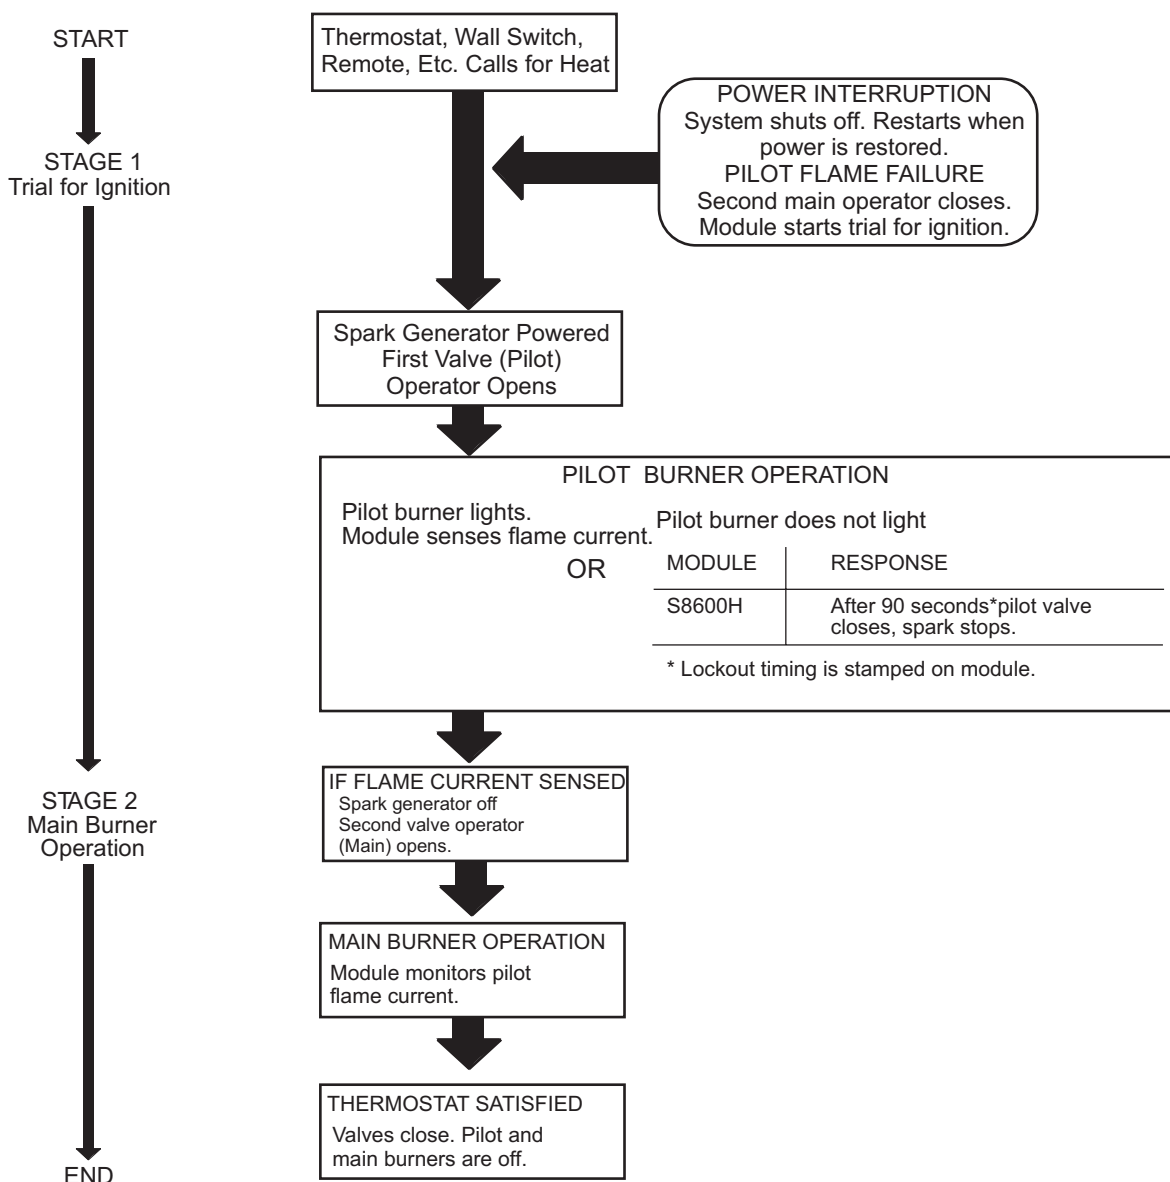 START
Thermostat, Wall Switch,
Remote, Etc. Calls for Heat
POWER INTERRUPTION
System shuts off. Restarts when
power is restored.
PILOT FLAME FAILURE
Second main operator closes.
Module starts trial for ignition.
STAGE 1
Trial for Ignition
Spark Generator Powered
First Valve (Pilot)
Operator Opens
PILOT BURNER OPERATION
Pilot burner lights.
Module senses flame current.
OR
Pilot burner does not light
MODULE RESPONSE
S8600H After 90 seconds*pilot valve
closes, spark stops.
* Lockout timing is stamped on module.
STAGE 2
Main Burner
Operation
IF FLAME CURRENT SENSED
Spark generator off
Second valve operator
(Main) opens.
MAIN BURNER OPERATION
Module monitors pilot
flame current.
THERMOSTAT SATISFIED
Valves close. Pilot and
main burners are off.
END